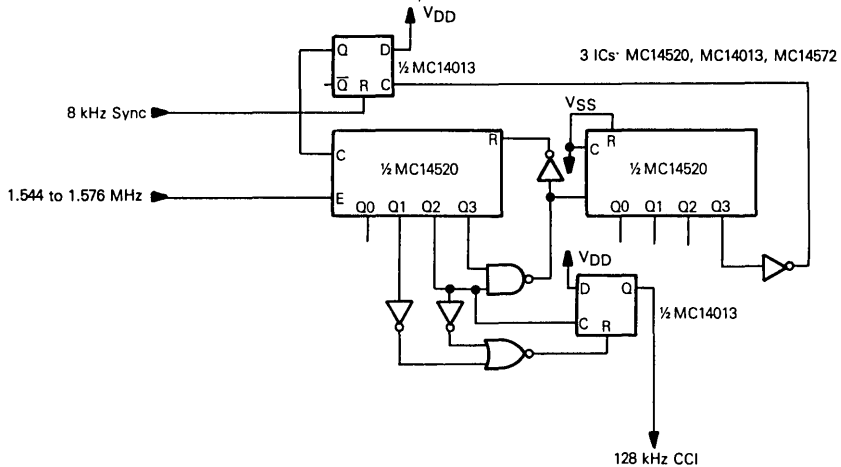 VDD
Q D
½ MC14013
Q̅ R C
3 ICs· MC14520, MC14013, MC14572
8 kHz Sync
VSS
R
C
½ MC14520
R
C
½ MC14520
1.544 to 1.576 MHz
E
Q0 Q1 Q2 Q3
Q0 Q1 Q2 Q3
VDD
D Q
½ MC14013
C R
128 kHz CCI